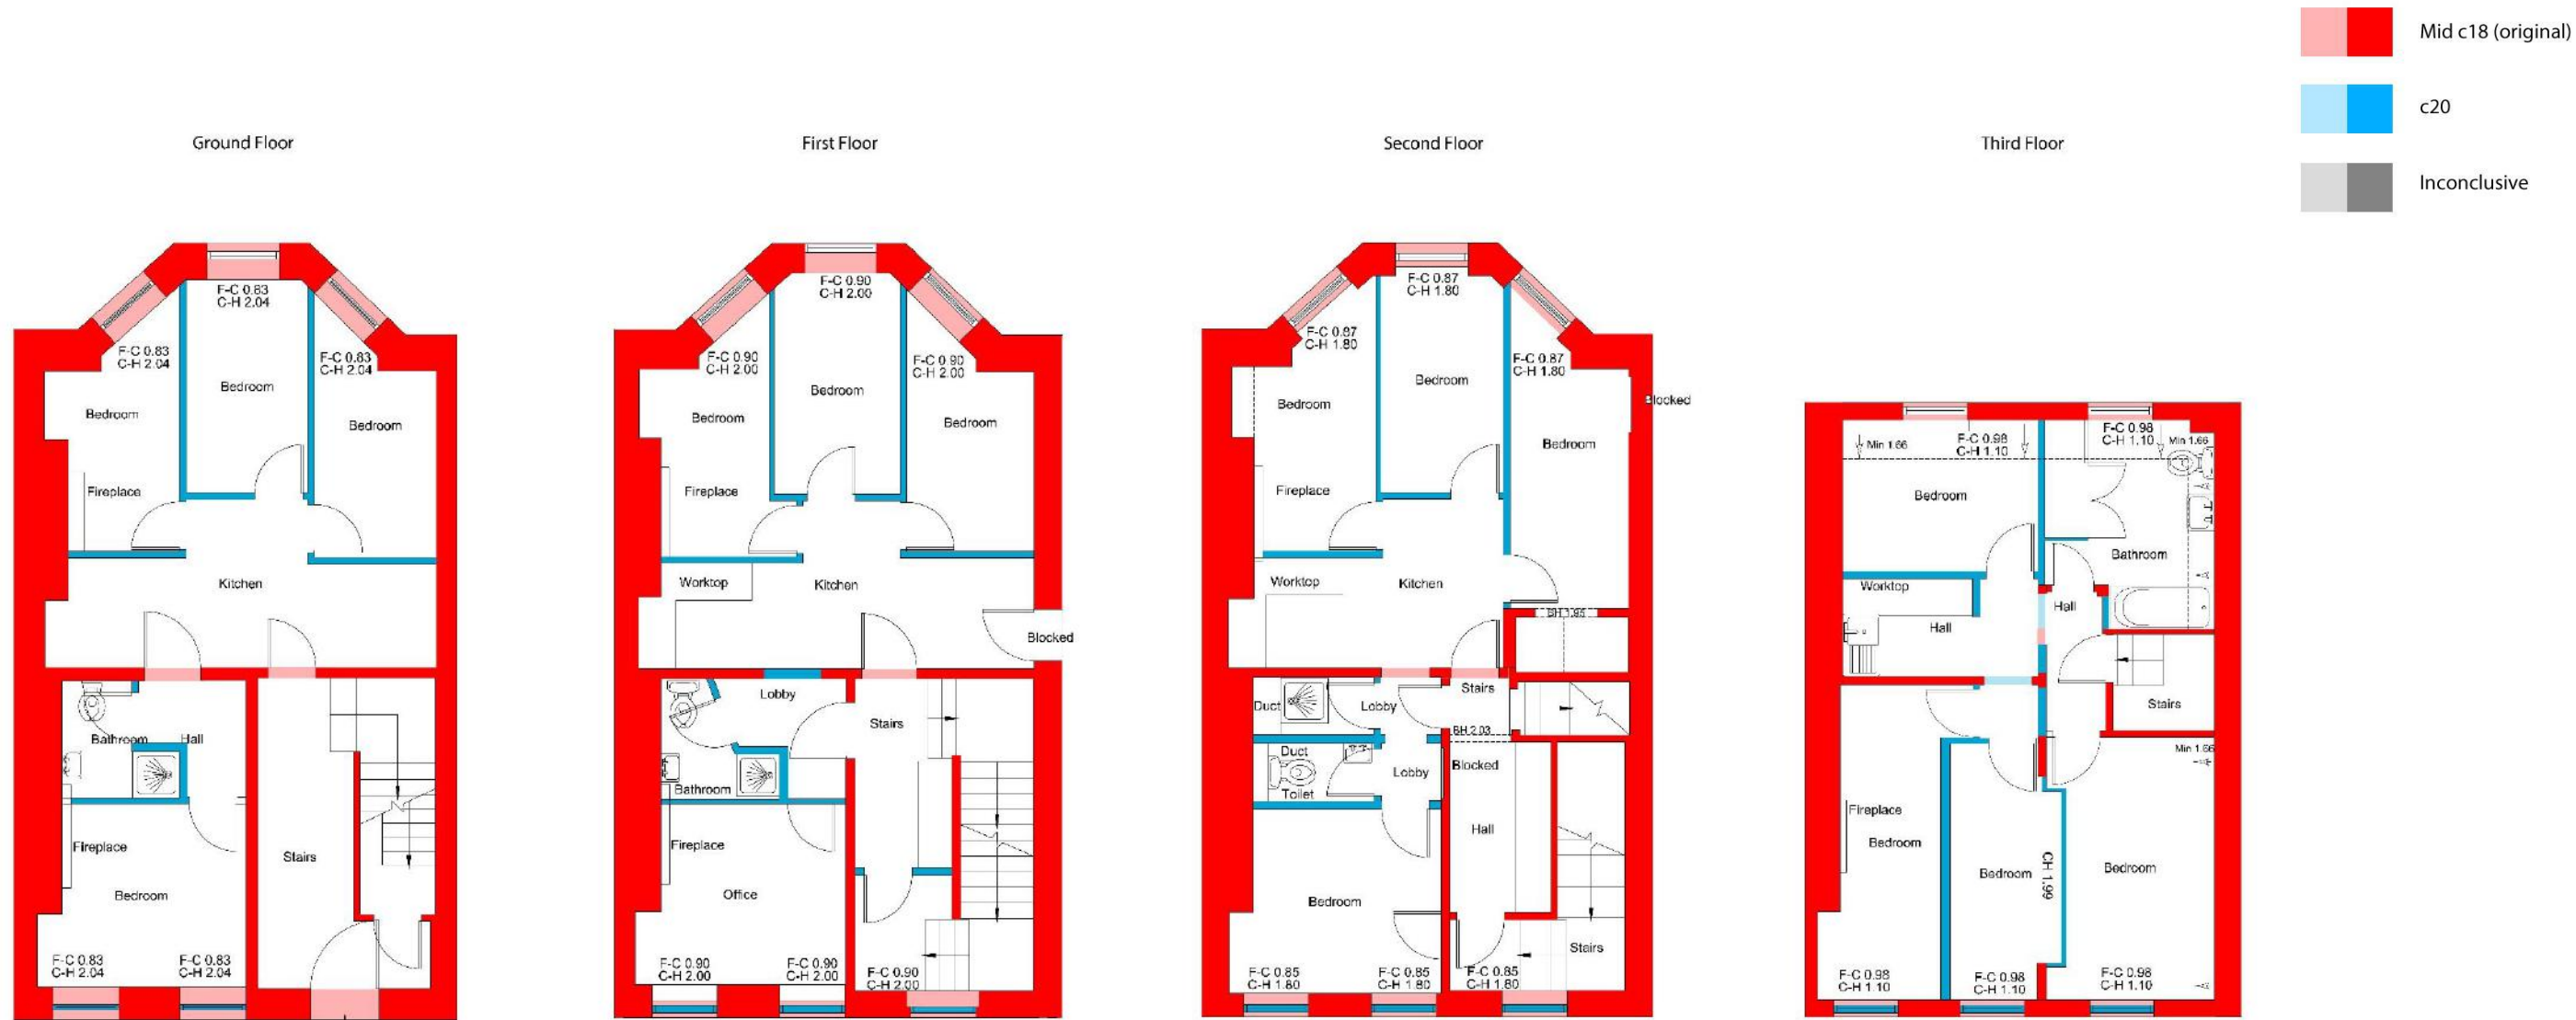 Mid c18 (original)
c20
Inconclusive
Ground Floor
First Floor
Second Floor
Third Floor
F-C 0.83
C-H 2.04
F-C 0.83
C-H 2.04
F-C 0.83
C-H 2.04
Bedroom
Bedroom
Bedroom
Fireplace
Kitchen
Bathroom
Hall
Fireplace
Stairs
Bedroom
F-C 0.83
C-H 2.04
F-C 0.83
C-H 2.04
F-C 0.90
C-H 2.00
F-C 0.90
C-H 2.00
F-C 0.90
C-H 2.00
Bedroom
Bedroom
Bedroom
Fireplace
Worktop
Kitchen
Blocked
Lobby
Stairs
Bathroom
Fireplace
Office
F-C 0.90
C-H 2.00
F-C 0.90
C-H 2.00
F-C 0.90
C-H 2.00
F-C 0.87
C-H 1.80
F-C 0.87
C-H 1.80
F-C 0.87
C-H 1.80
Bedroom
Bedroom
Blocked
Bedroom
Fireplace
Worktop
Kitchen
BH 1.95
Stairs
Duct
Lobby
BH 2.03
Duct
Toilet
Lobby
Blocked
Hall
Bedroom
Stairs
F-C 0.85
C-H 1.80
F-C 0.85
C-H 1.80
F-C 0.85
C-H 1.80
Min 1.66
F-C 0.98
C-H 1.10
F-C 0.98
C-H 1.10
Min 1.66
Bedroom
Bathroom
Worktop
Hall
Hall
Stairs
Min 1.66
Fireplace
Bedroom
Bedroom
CH 1.99
Bedroom
F-C 0.98
C-H 1.10
F-C 0.98
C-H 1.10
F-C 0.98
C-H 1.10